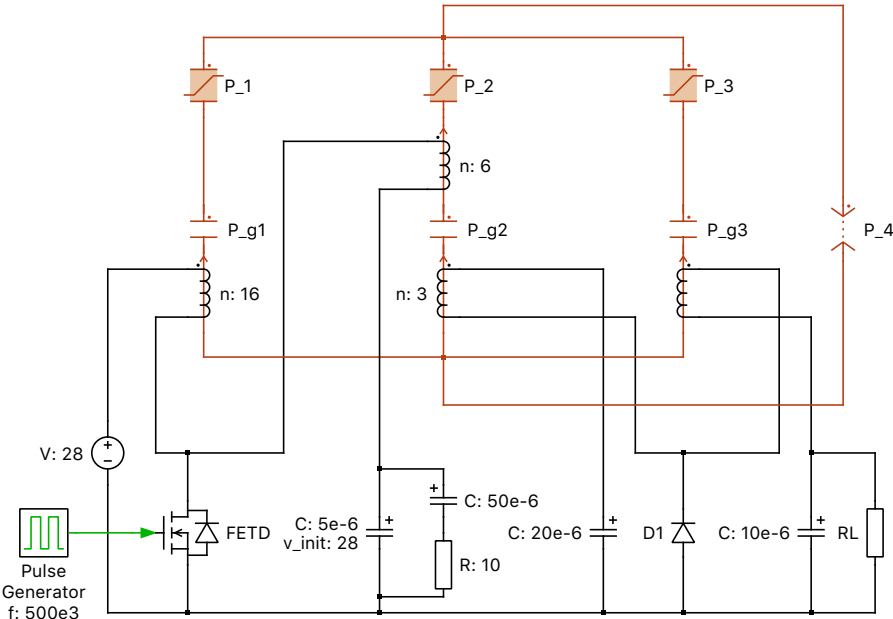 P_1
P_2
P_3
n: 6
P_g1
P_g2
P_g3
P_4
n: 16
n: 3
V: 28
+
−
FETD
+
C: 50e-6
C: 5e-6
v_init: 28
+
R: 10
C: 20e-6
+
D1
C: 10e-6
+
RL
Pulse
Generator
f: 500e3